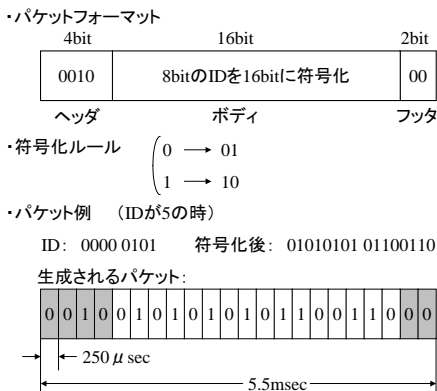 ・パケットフォーマット
4bit 16bit 2bit
0010 8bitのIDを16bitに符号化 00
ヘッダ ボディ フッタ
・符号化ルール 0 → 01
1 → 10
・パケット例 (IDが5の時)
ID: 0000 0101 符号化後: 01010101 01100110
生成されるパケット:
0 0 1 0 0 1 0 1 0 1 0 1 0 1 1 0 0 1 1 0 0 0
250 μ sec
5.5msec